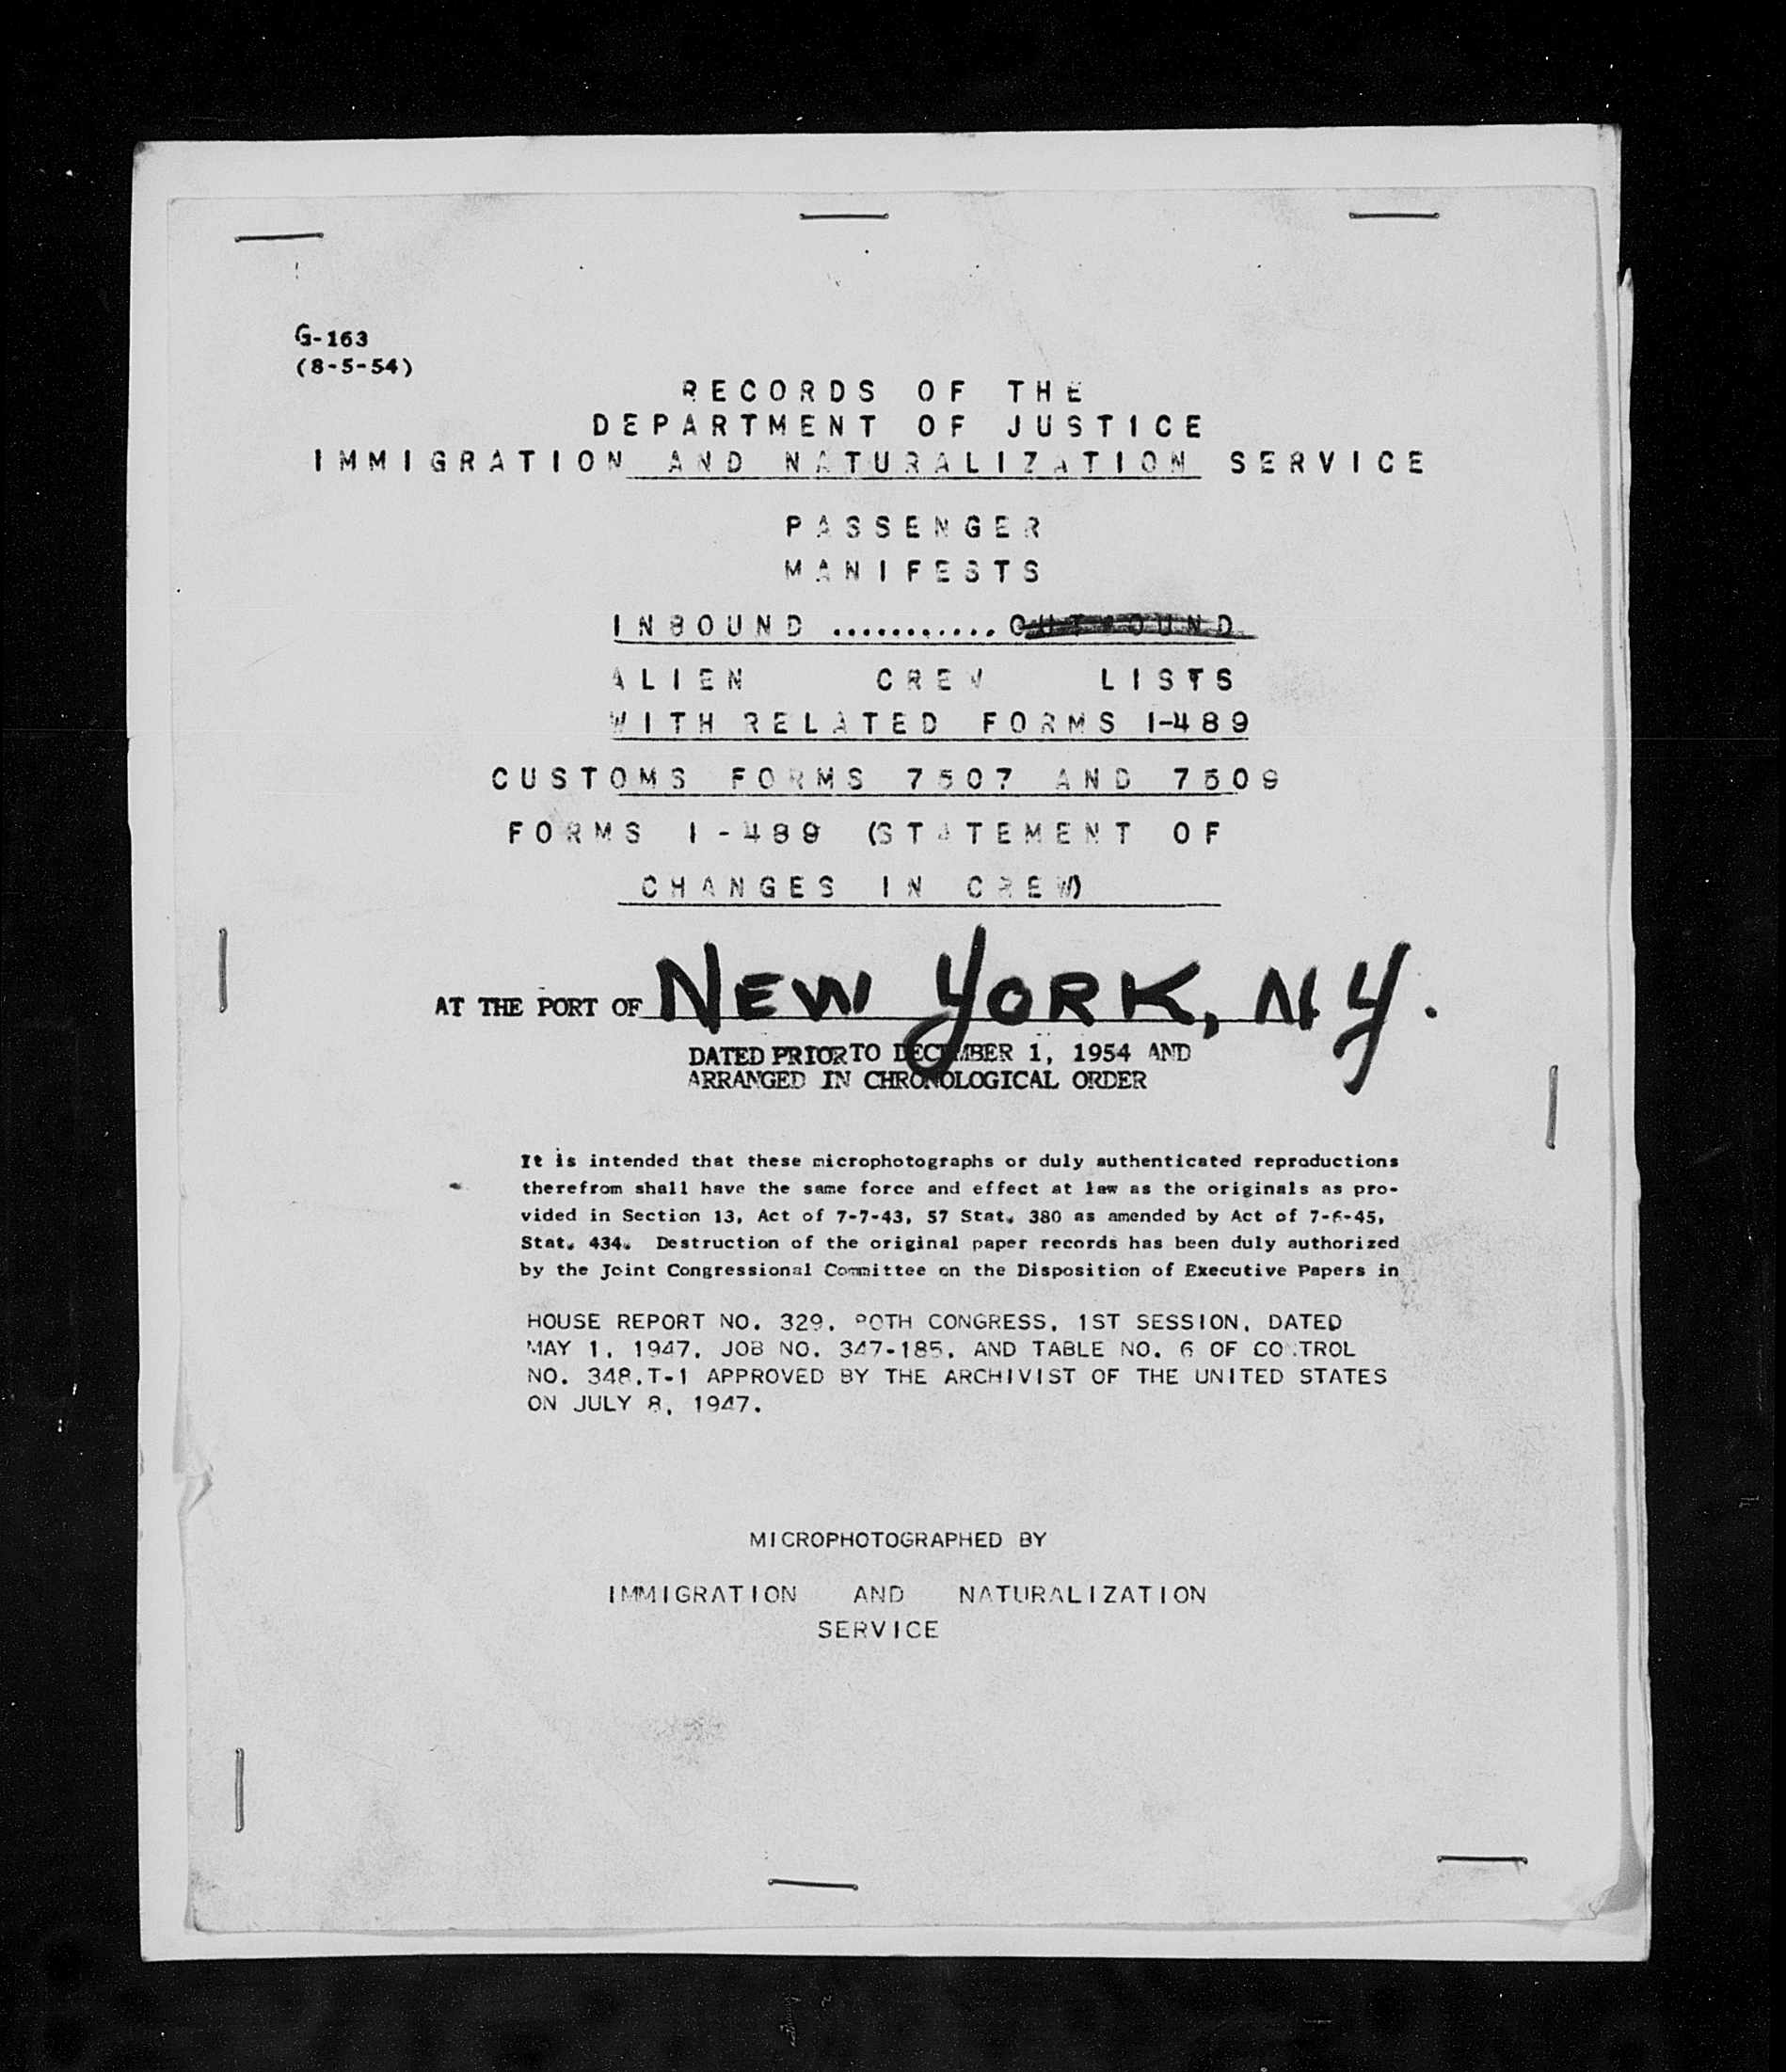 G-163
(8-5-54)
RECORDS OF THE
DEPARTMENT OF JUSTICE
IMMIGRATION AND NATURALIZATION SERVICE
PASSENGER
MANIFESTS
INBOUND ........... OUTBOUND
ALIEN CREW LISTS
WITH RELATED FORMS I-489
CUSTOMS FORMS 7507 AND 7509
FORMS I-489 (STATEMENT OF
CHANGES IN CREW)
AT THE PORT OF NEW YORK, NY.
DATED PRIOR TO DECEMBER 1, 1954 AND
ARRANGED IN CHRONOLOGICAL ORDER
It is intended that these microphotographs or duly authenticated reproductions
therefrom shall have the same force and effect at law as the originals as pro-
vided in Section 13, Act of 7-7-43, 57 Stat. 380 as amended by Act of 7-6-45,
Stat. 434. Destruction of the original paper records has been duly authorized
by the Joint Congressional Committee on the Disposition of Executive Papers in
HOUSE REPORT NO. 329, 80TH CONGRESS, 1ST SESSION, DATED
MAY 1, 1947, JOB NO. 347-185, AND TABLE NO. 6 OF CONTROL
NO. 348.T-1 APPROVED BY THE ARCHIVIST OF THE UNITED STATES
ON JULY 8, 1947.
MICROPHOTOGRAPHED BY
IMMIGRATION AND NATURALIZATION
SERVICE